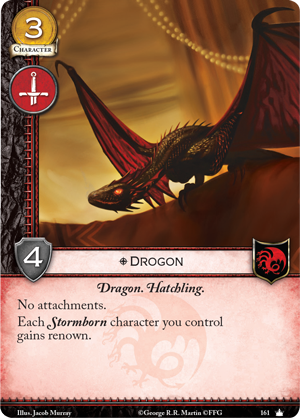 3
CHARACTER
4
DROGON
Dragon. Hatchling.
No attachments.
Each Stormborn character you control
gains renown.
Illus. Jacob Murray ©George R.R. Martin ©FFG 161